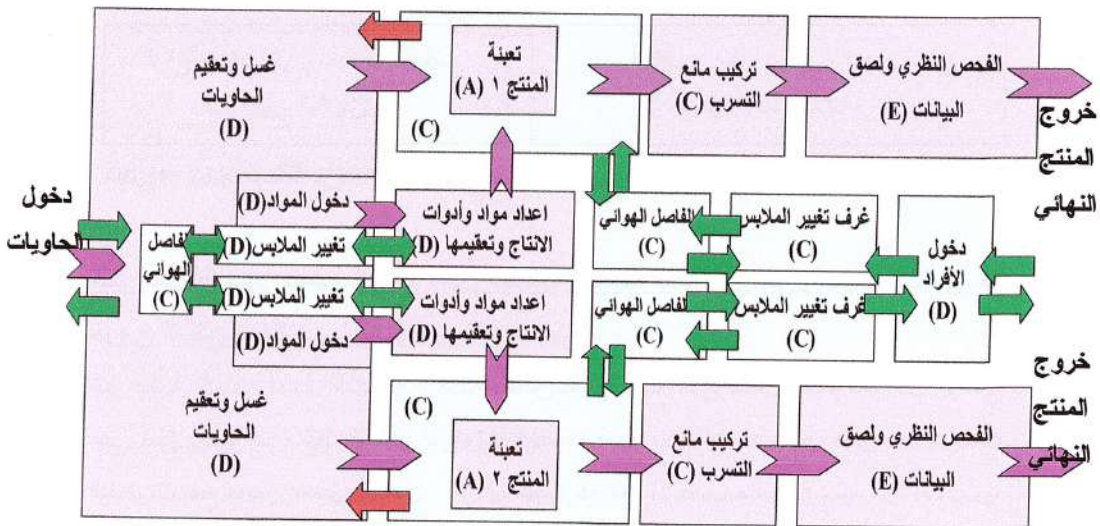 غسل وتعقيم
الحاويات
(D)
تعبئة
المنتج ١ (A)
(C)
تركيب مانع
التسرب (C)
الفحص النظري ولصق
البيانات (E)
خروج
المنتج
النهائي
دخول
الحاويات
دخول المواد (D)
تغيير الملابس (D)
الفاصل
الهوائي
(C)
تغيير الملابس (D)
دخول المواد (D)
اعداد مواد وأدوات
الانتاج وتعقيمها (D)
اعداد مواد وأدوات
الانتاج وتعقيمها (D)
الفاصل الهوائي
(C)
غرف تغيير الملابس
(C)
الفاصل الهوائي
(C)
غرف تغيير الملابس
(C)
دخول
الأفراد
(D)
غسل وتعقيم
الحاويات
(D)
(C)
تعبئة
المنتج ٢ (A)
تركيب مانع
التسرب (C)
الفحص النظري ولصق
البيانات (E)
خروج
المنتج
النهائي